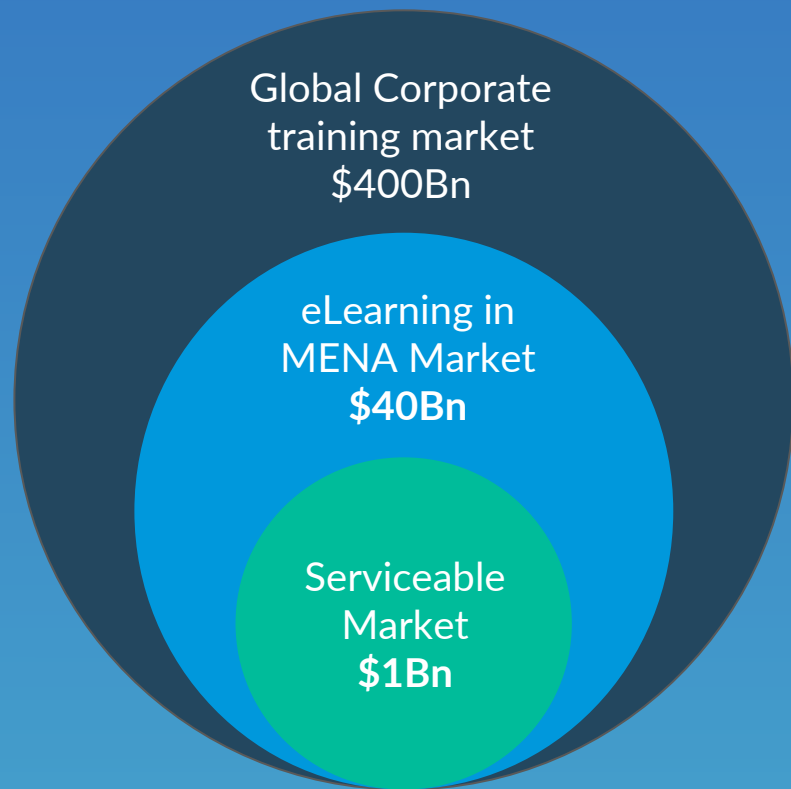 Global Corporate
training market
$400Bn
eLearning in
MENA Market
$40Bn
Serviceable
Market
$1Bn